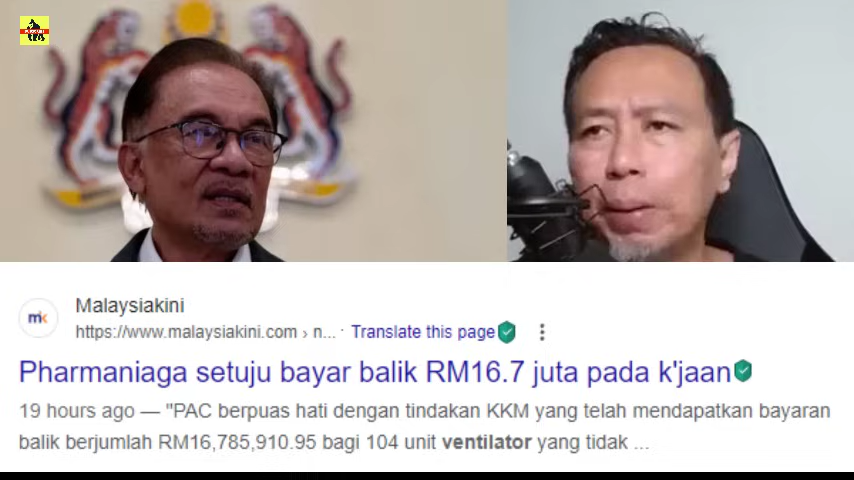 Malaysiakini
mk
https://www.malaysiakini.com › n... · Translate this page
Pharmaniaga setuju bayar balik RM16.7 juta pada k'jaan
19 hours ago — "PAC berpuas hati dengan tindakan KKM yang telah mendapatkan bayaran
balik berjumlah RM16,785,910.95 bagi 104 unit ventilator yang tidak ...